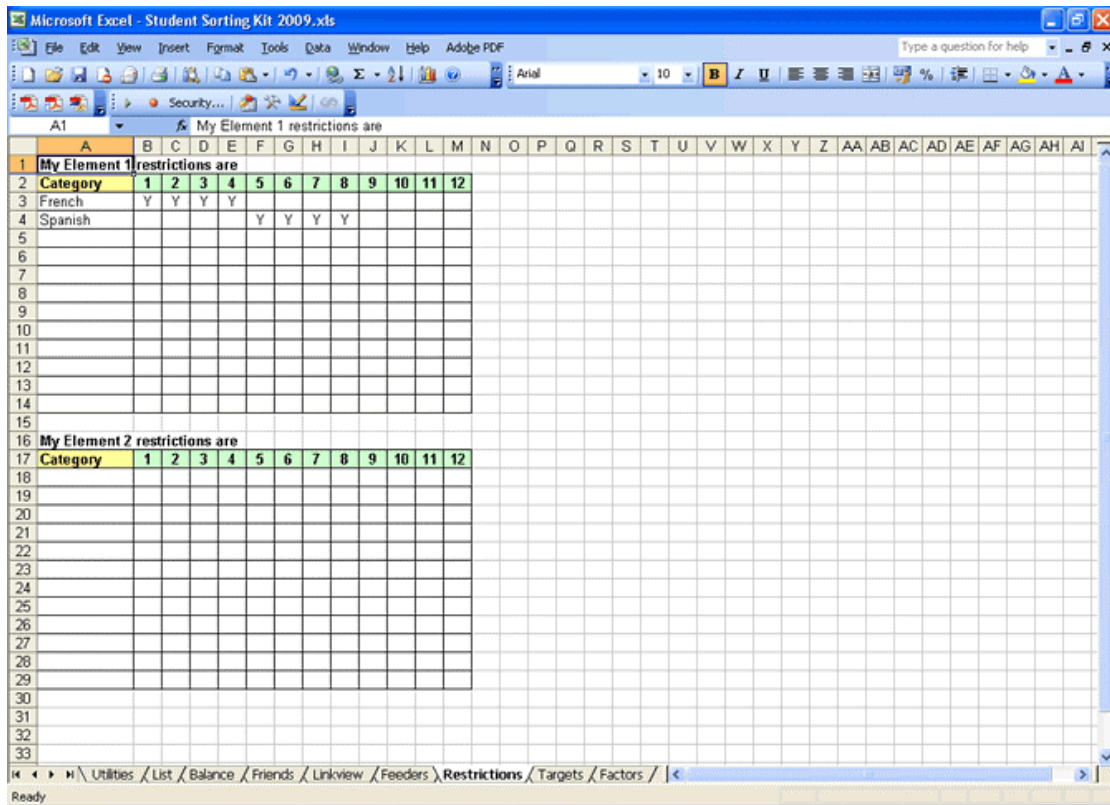 Microsoft Excel - Student Sorting Kit 2009.xls
File Edit View Insert Format Tools Data Window Help Adobe PDF Type a question for help
Arial 10 B I U %
Security...
A1 fx My Element 1 restrictions are
A B C D E F G H I J K L M N O P Q R S T U V W X Y Z AA AB AC AD AE AF AG AH AI
1 My Element 1 restrictions are
2 Category 1 2 3 4 5 6 7 8 9 10 11 12
3 French Y Y Y Y
4 Spanish Y Y Y Y
5
6
7
8
9
10
11
12
13
14
15
16 My Element 2 restrictions are
17 Category 1 2 3 4 5 6 7 8 9 10 11 12
18
19
20
21
22
23
24
25
26
27
28
29
30
31
32
33
Utilities List Balance Friends Linkview Feeders Restrictions Targets Factors
Ready